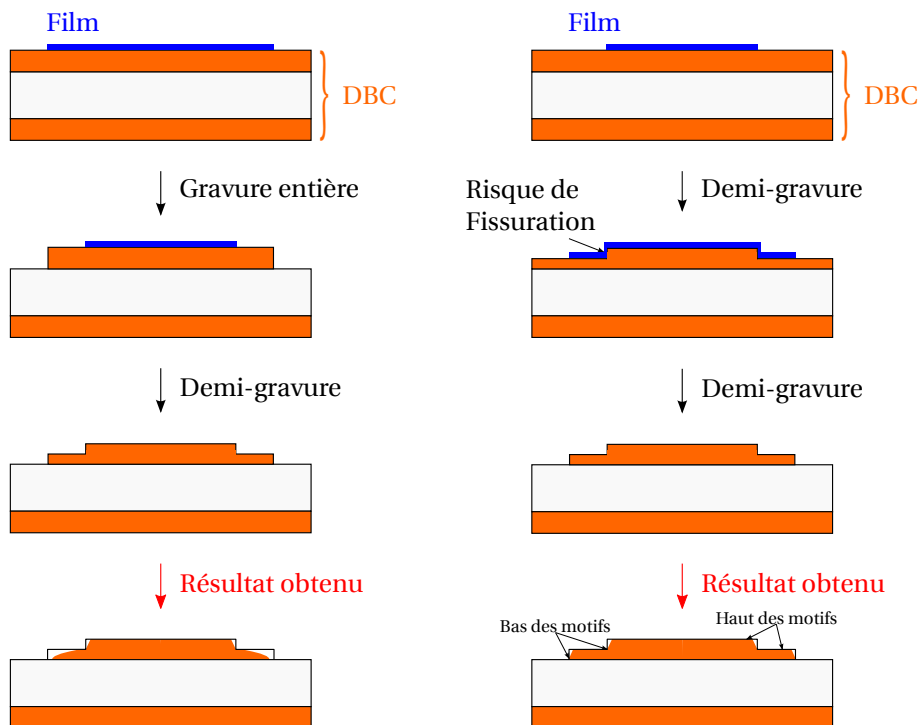 Film
DBC
Gravure entière
Demi-gravure
Résultat obtenu
Film
DBC
Demi-gravure
Risque de
Fissuration
Demi-gravure
Résultat obtenu
Bas des motifs
Haut des motifs